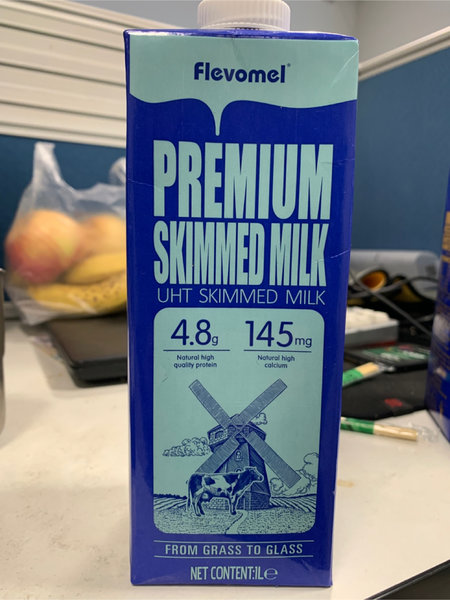 Flevomel®
PREMIUM
SKIMMED MILK
UHT SKIMMED MILK
4.8g 145mg
Natural high Natural high
quality protein calcium
FROM GRASS TO GLASS
NET CONTENT:1L℮